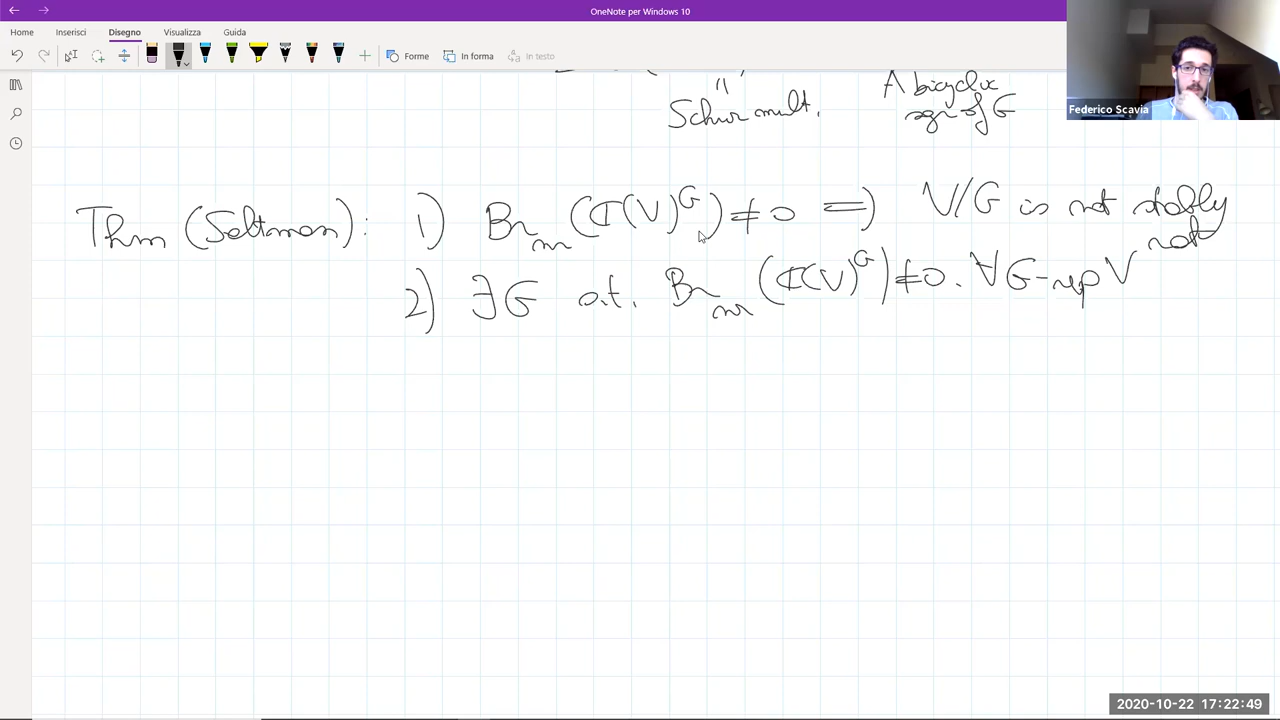 OneNote per Windows 10
Home Inserisci Disegno Visualizza Guida
Forme In forma In testo
Federico Scavia
" A bicyclic
Schur mult. sgr of G
Thm (Saltman): 1) Br_nr (ℂ(V)^G) ≠ 0 ⇒ V/G is not stably
rat
2) ∃ G s.t. Br_nr (ℂ(V)^G) ≠ 0. ∀ G-rep V
2020-10-22 17:22:49